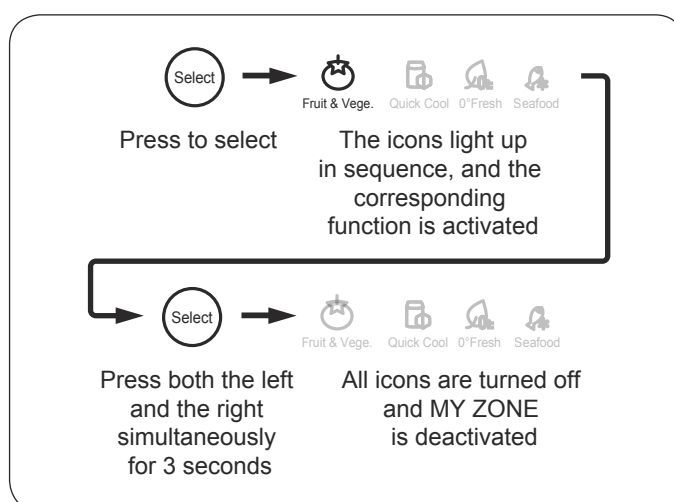 Select
Fruit & Vege. Quick Cool 0°Fresh Seafood
Press to select
The icons light up
in sequence, and the
corresponding
function is activated
Select
Fruit & Vege. Quick Cool 0°Fresh Seafood
Press both the left
and the right
simultaneously
for 3 seconds
All icons are turned off
and MY ZONE
is deactivated